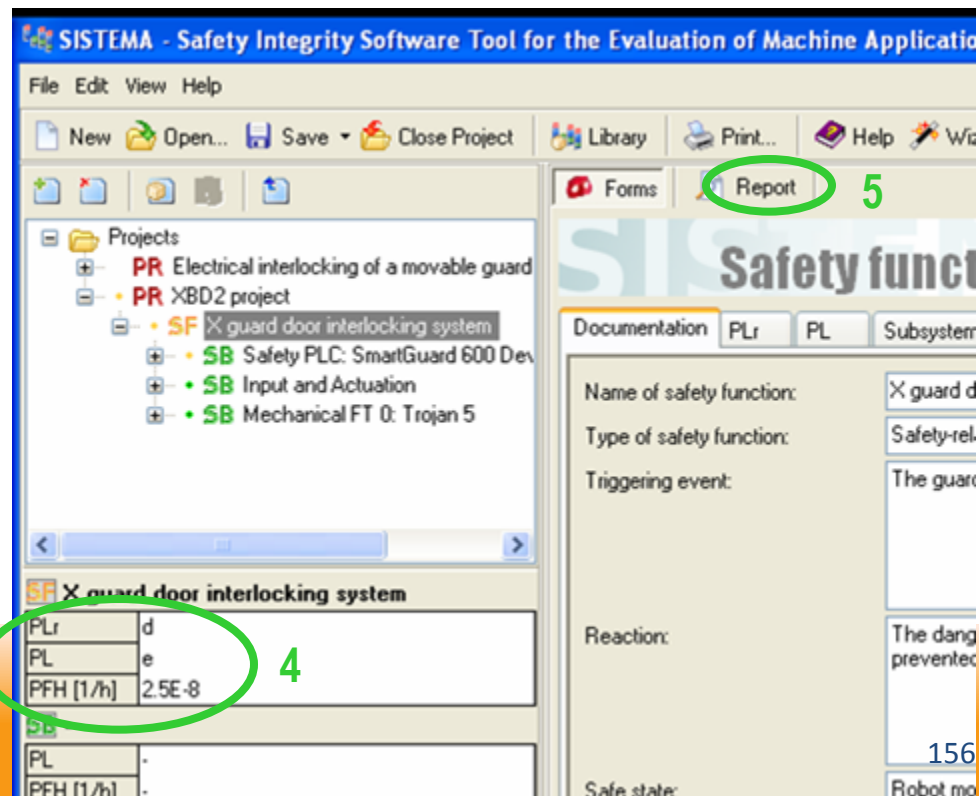 SISTEMA - Safety Integrity Software Tool for the Evaluation of Machine Applicatio
File Edit View Help
New Open... Save Close Project Library Print... Help Wiz
Forms Report 5
Projects
PR Electrical interlocking of a movable guard
PR XBD2 project
SF X guard door interlocking system
SB Safety PLC: SmartGuard 600 Dev
SB Input and Actuation
SB Mechanical FT 0: Trojan 5
SF X guard door interlocking system
PLr d
PL e
PFH [1/h] 2.5E-8
4
SB
PL -
PFH [1/h] -
SISTEM
Safety funct
Documentation PLr PL Subsystem
Name of safety function: X guard d
Type of safety function: Safety-rel
Triggering event: The guard
Reaction: The dang
prevented
Safe state: Robot mo
156